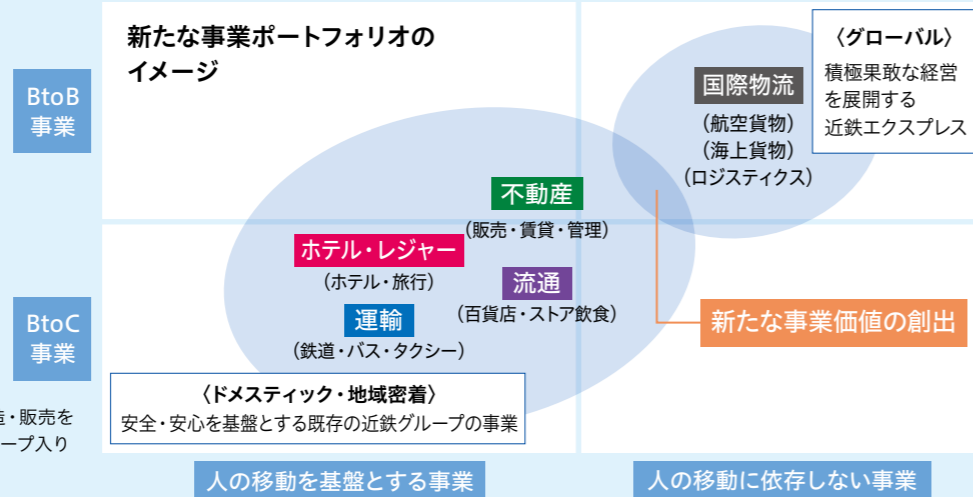 新たな事業ポートフォリオの
イメージ
〈グローバル〉
積極果敢な経営
を展開する
近鉄エクスプレス
BtoB
事業
国際物流
(航空貨物)
(海上貨物)
(ロジスティクス)
不動産
(販売・賃貸・管理)
ホテル・レジャー
(ホテル・旅行)
流通
(百貨店・ストア飲食)
運輸
(鉄道・バス・タクシー)
新たな事業価値の創出
BtoC
事業
〈ドメスティック・地域密着〉
安全・安心を基盤とする既存の近鉄グループの事業
・販売を
ープ入り
人の移動を基盤とする事業
人の移動に依存しない事業